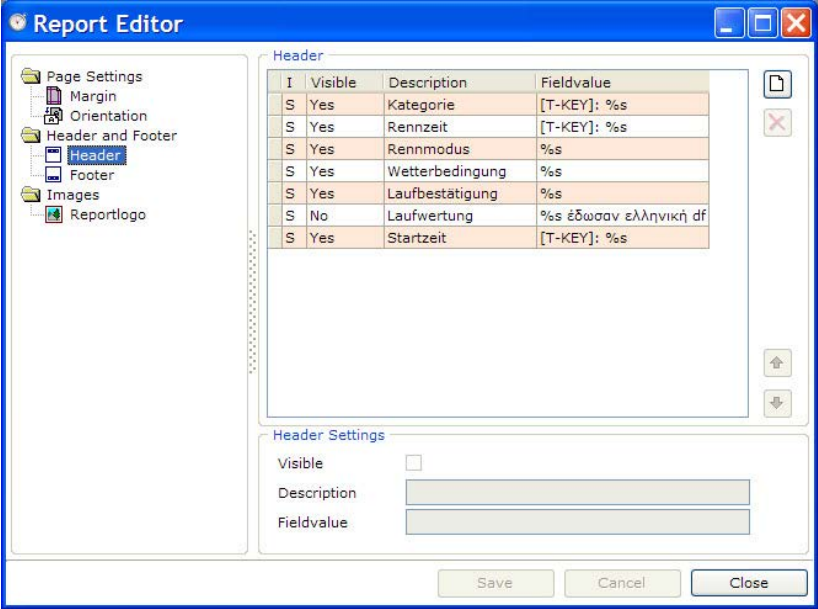 Report Editor
Page Settings
Margin
Orientation
Header and Footer
Header
Footer
Images
Reportlogo
Header
I Visible Description Fieldvalue
S Yes Kategorie [T-KEY]: %s
S Yes Rennzeit [T-KEY]: %s
S Yes Rennmodus %s
S Yes Wetterbedingung %s
S Yes Laufbestätigung %s
S No Laufwertung %s έδωσαν ελληνική df
S Yes Startzeit [T-KEY]: %s
Header Settings
Visible
Description
Fieldvalue
Save Cancel Close